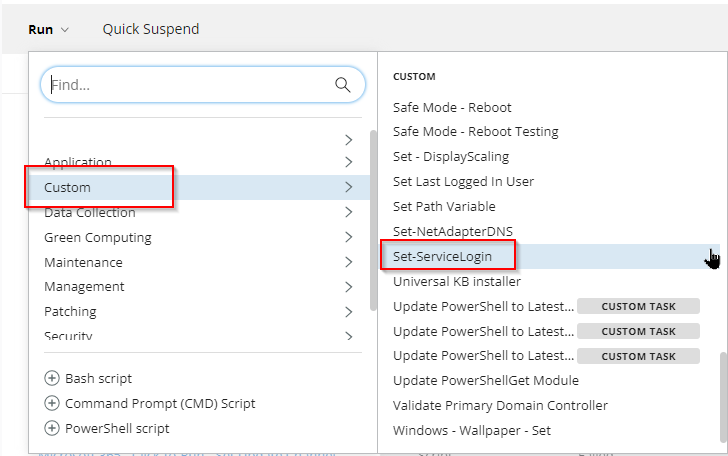 Run
Quick Suspend
Find...
Application
Custom
Data Collection
Green Computing
Maintenance
Management
Patching
Security
Bash script
Command Prompt (CMD) Script
PowerShell script
CUSTOM
Safe Mode - Reboot
Safe Mode - Reboot Testing
Set - DisplayScaling
Set Last Logged In User
Set Path Variable
Set-NetAdapterDNS
Set-ServiceLogin
Universal KB installer
Update PowerShell to Latest... CUSTOM TASK
Update PowerShell to Latest... CUSTOM TASK
Update PowerShell to Latest... CUSTOM TASK
Update PowerShellGet Module
Validate Primary Domain Controller
Windows - Wallpaper - Set